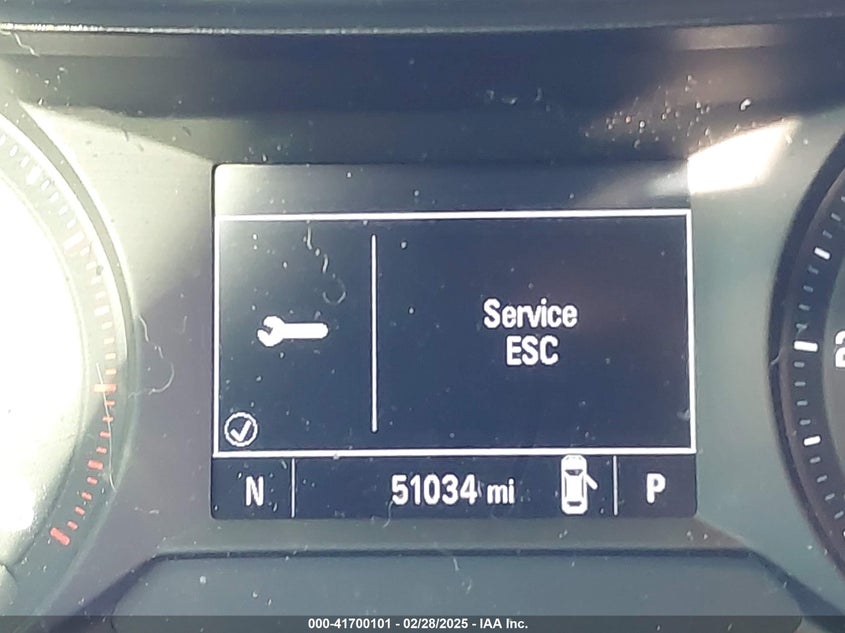 Service
ESC
N 51034 mi P
000-41700101 - 02/28/2025 - IAA Inc.